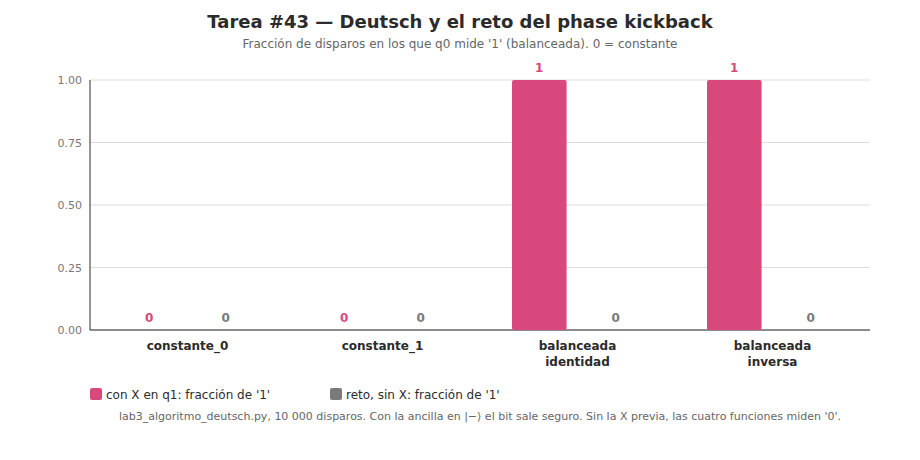 Tarea #43 — Deutsch y el reto del phase kickback
Fracción de disparos en los que q0 mide '1' (balanceada). 0 = constante
1 1
1.00
0.75
0.50
0.25
0 0 0 0 0 0
0.00
constante_0 constante_1 balanceada identidad balanceada inversa
con X en q1: fracción de '1' reto, sin X: fracción de '1'
lab3_algoritmo_deutsch.py, 10 000 disparos. Con la ancilla en |−⟩ el bit sale seguro. Sin la X previa, las cuatro funciones miden '0'.